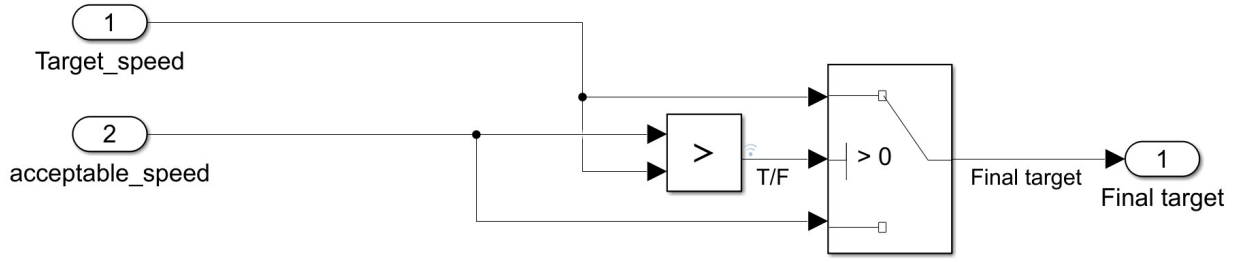 1
Target_speed
2
acceptable_speed
>
T/F
> 0
Final target
1
Final target